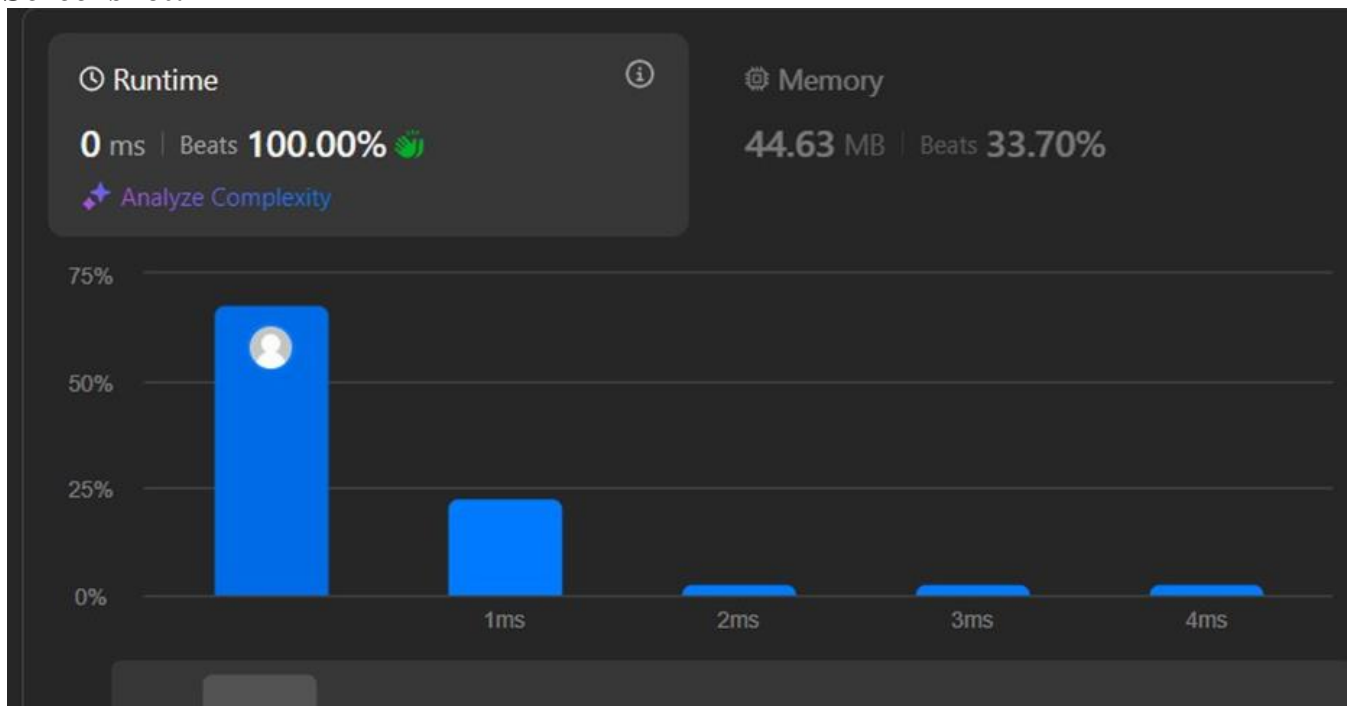 Runtime
0 ms | Beats 100.00%
Analyze Complexity
Memory
44.63 MB | Beats 33.70%
75%
50%
25%
0%
1ms 2ms 3ms 4ms